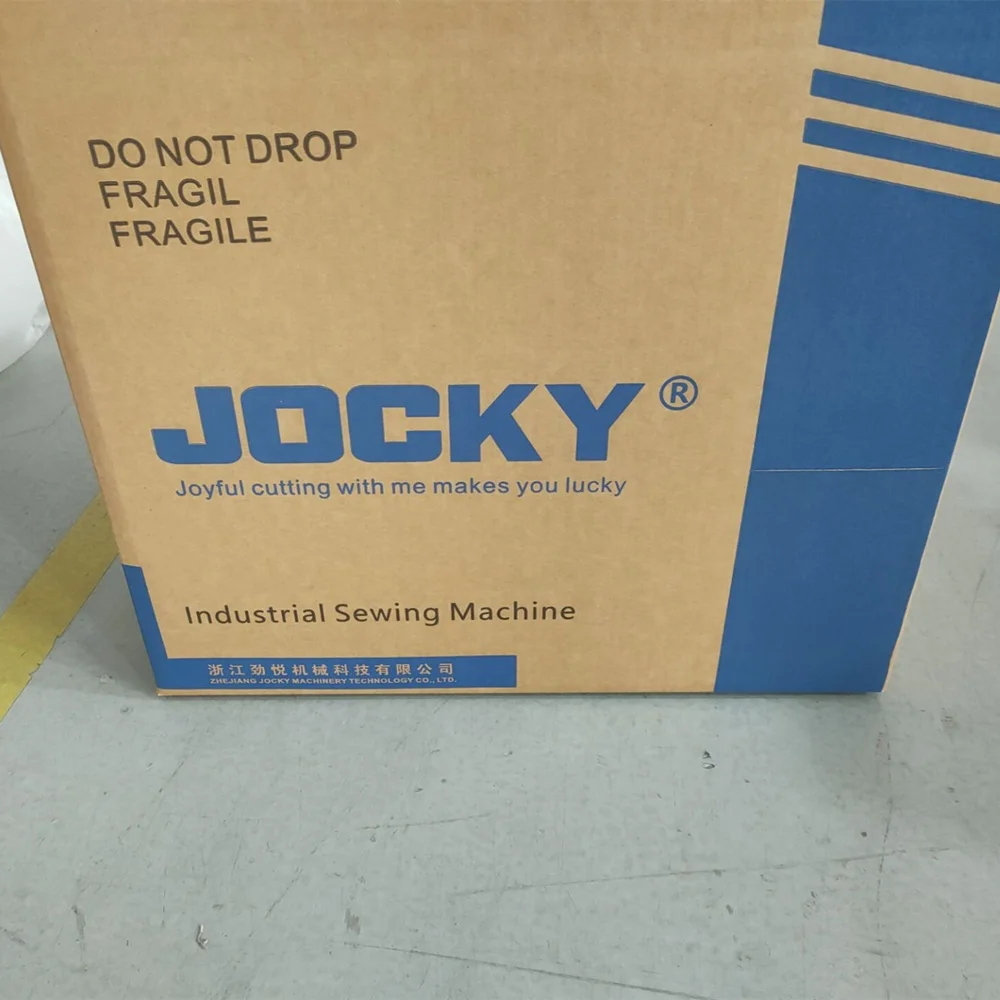 DO NOT DROP
FRAGIL
FRAGILE
JOCKY®
Joyful cutting with me makes you lucky
Industrial Sewing Machine
浙江劲悦机械科技有限公司
ZHEJIANG JOCKY MACHINERY TECHNOLOGY CO., LTD.